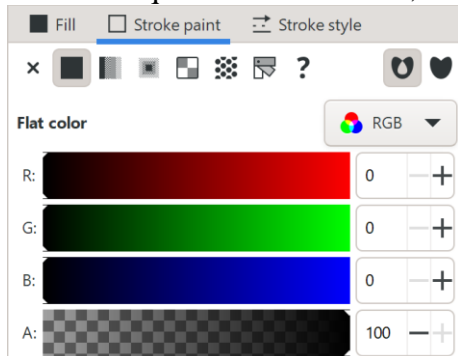 Fill Stroke paint Stroke style
?
Flat color RGB
R: 0
G: 0
B: 0
A: 100